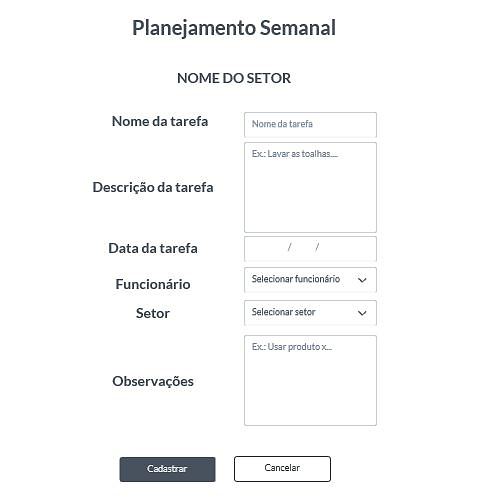 Planejamento Semanal
NOME DO SETOR
Nome da tarefa
Nome da tarefa
Ex.: Lavar as toalhas....
Descrição da tarefa
Data da tarefa
/ /
Funcionário
Selecionar funcionário
Setor
Selecionar setor
Ex.: Usar produto x...
Observações
Cadastrar
Cancelar